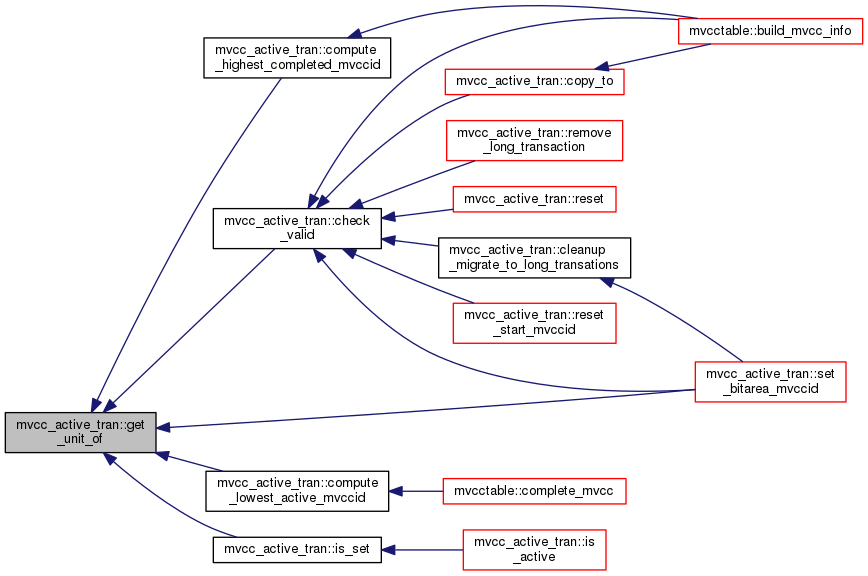 mvcc_active_tran::compute
_highest_completed_mvccid
mvcctable::build_mvcc_info
mvcc_active_tran::copy_to
mvcc_active_tran::remove
_long_transaction
mvcc_active_tran::reset
mvcc_active_tran::check
_valid
mvcc_active_tran::cleanup
_migrate_to_long_transations
mvcc_active_tran::reset
_start_mvccid
mvcc_active_tran::set
_bitarea_mvccid
mvcc_active_tran::get
_unit_of
mvcc_active_tran::compute
_lowest_active_mvccid
mvcctable::complete_mvcc
mvcc_active_tran::is_set
mvcc_active_tran::is
_active